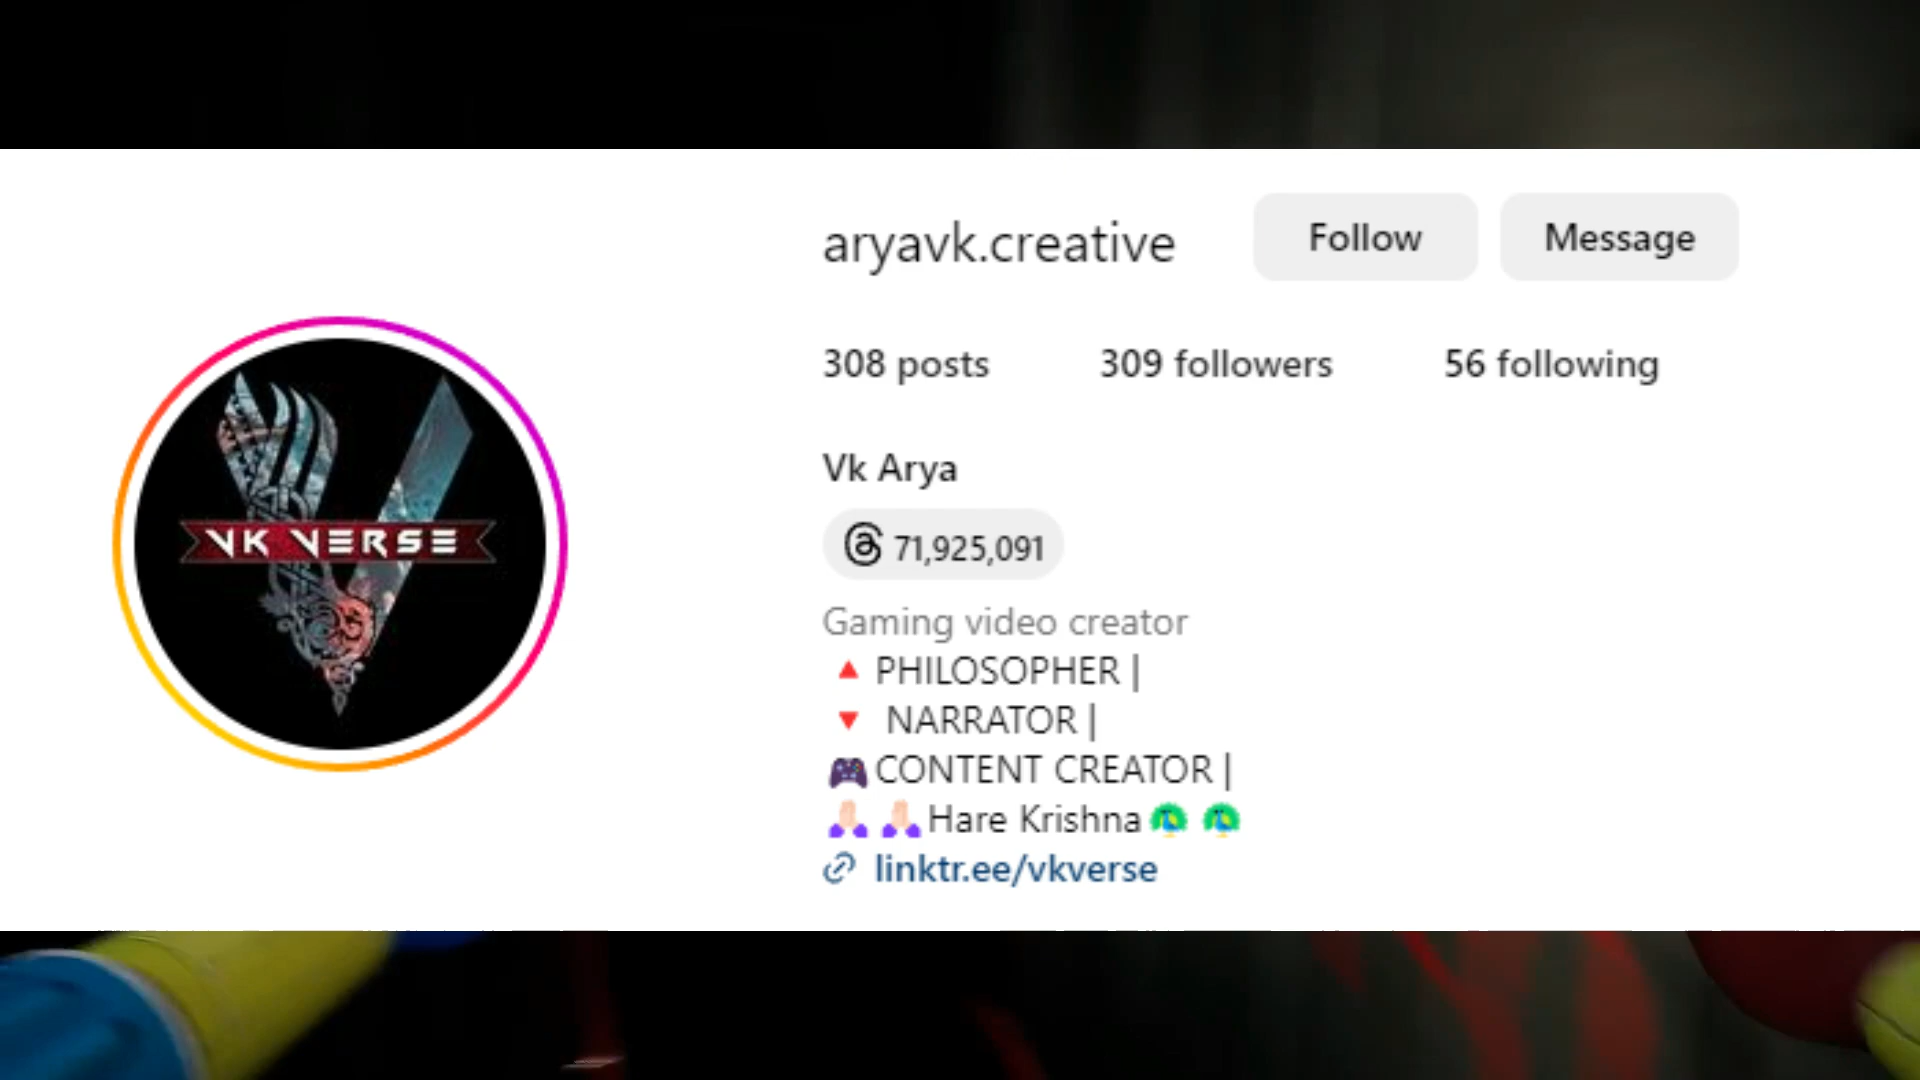 aryavk.creative Follow Message
308 posts 309 followers 56 following
VK VERSE
Vk Arya
71,925,091
Gaming video creator
🔺 PHILOSOPHER |
🔻 NARRATOR |
🎮CONTENT CREATOR |
🙏🏻🙏🏻Hare Krishna🦚🦚
linktr.ee/vkverse